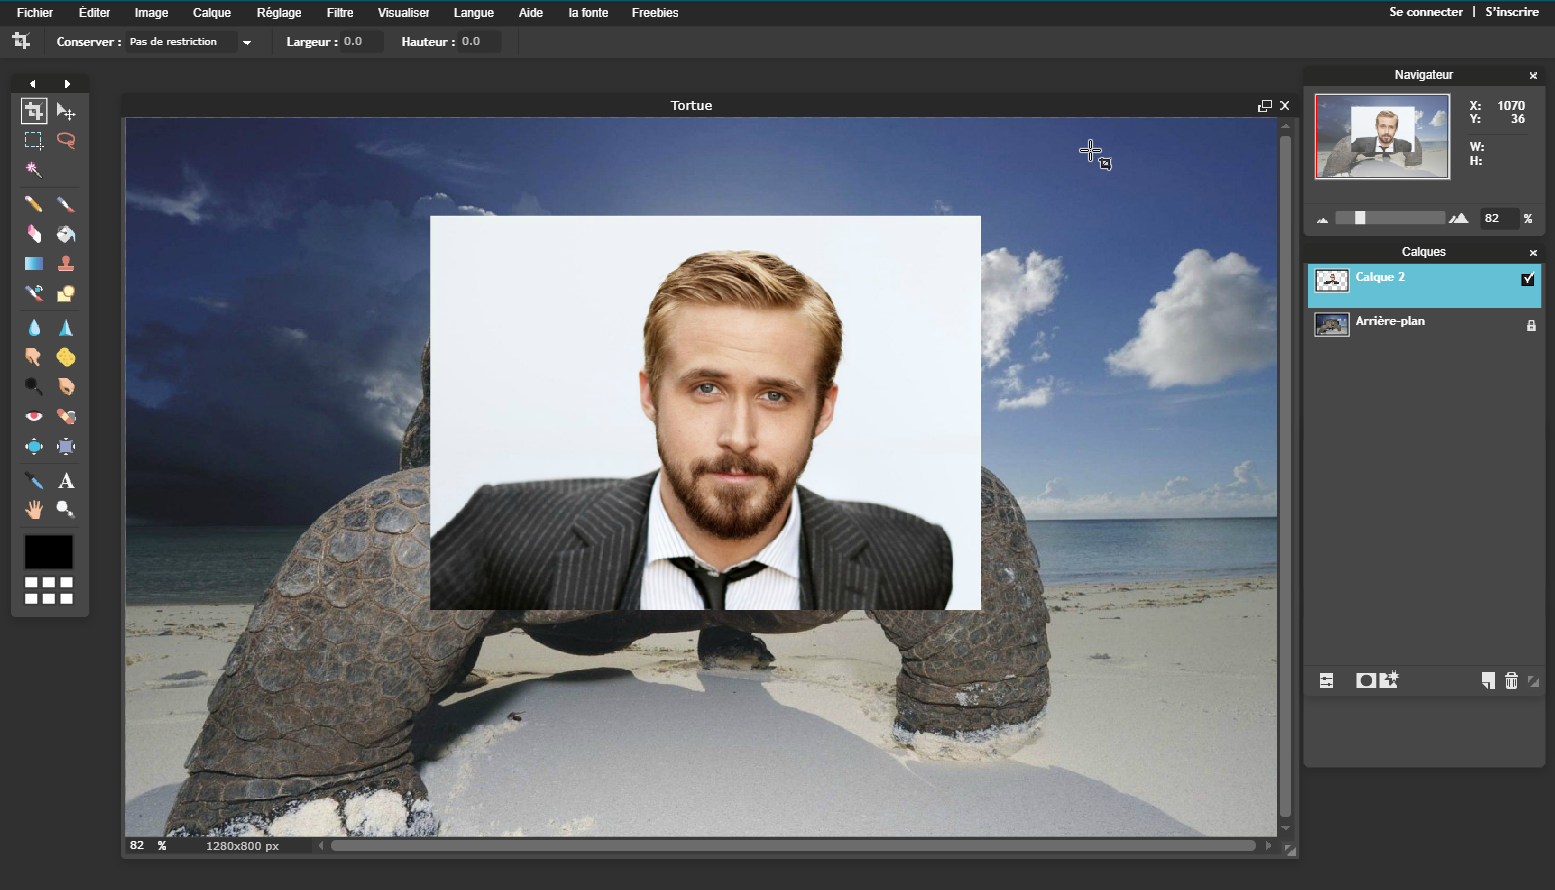 Fichier Éditer Image Calque Réglage Filtre Visualiser Langue Aide la fonte Freebies Se connecter | S'inscrire
Conserver : Pas de restriction Largeur : 0.0 Hauteur : 0.0
Navigateur
Tortue
X: 1070
Y: 36
W:
H:
82 %
Calques
Calque 2
Arrière-plan
A
82 % 1280x800 px